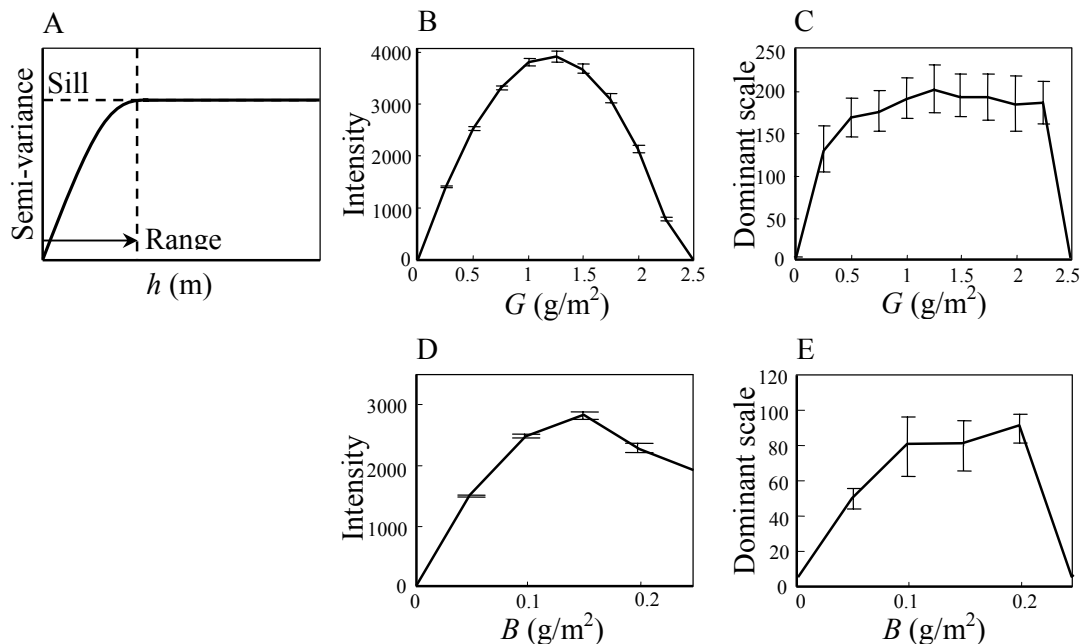 A
Semi-variance
Sill
Range
h (m)
B
Intensity
4000
3000
2000
1000
0
0
0.5
1
1.5
2
2.5
G (g/m²)
C
Dominant scale
250
200
150
100
50
0
0
0.5
1
1.5
2
2.5
G (g/m²)
D
Intensity
3000
2000
1000
0
0
0.1
0.2
B (g/m²)
E
Dominant scale
120
100
80
60
40
20
0
0
0.1
0.2
B (g/m²)